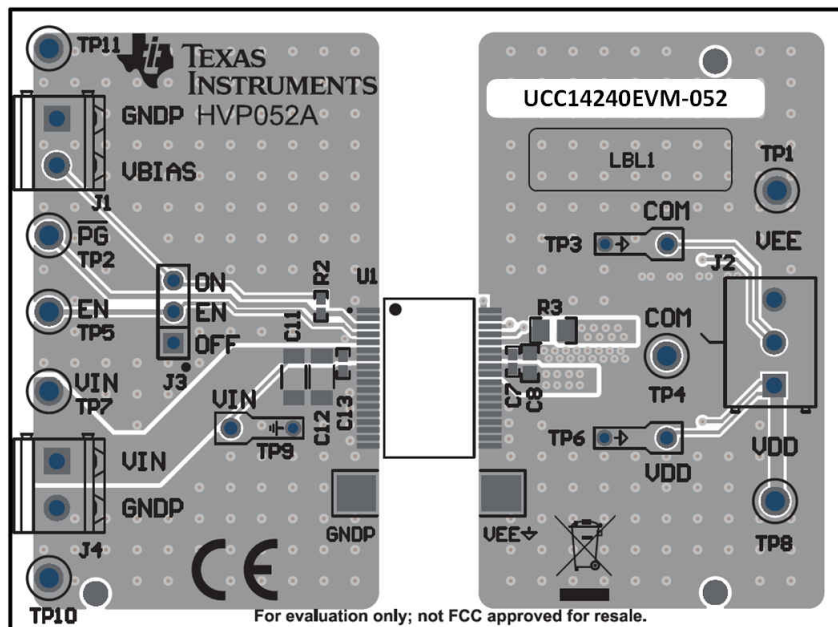 TP11
TEXAS
INSTRUMENTS
HVP052A
GNDP
VBIAS
J1
PG
TP2
EN
TP5
VIN
TP7
VIN
GNDP
J4
TP10
ON
EN
OFF
J3
R2
U1
C11
C12
C13
VIN
TP9
GNDP
CE
UCC14240EVM-052
LBL1
TP1
VEE
COM
TP3
J2
R3
COM
TP4
C7
C8
TP6
VDD
VDD
TP8
VEE
For evaluation only; not FCC approved for resale.